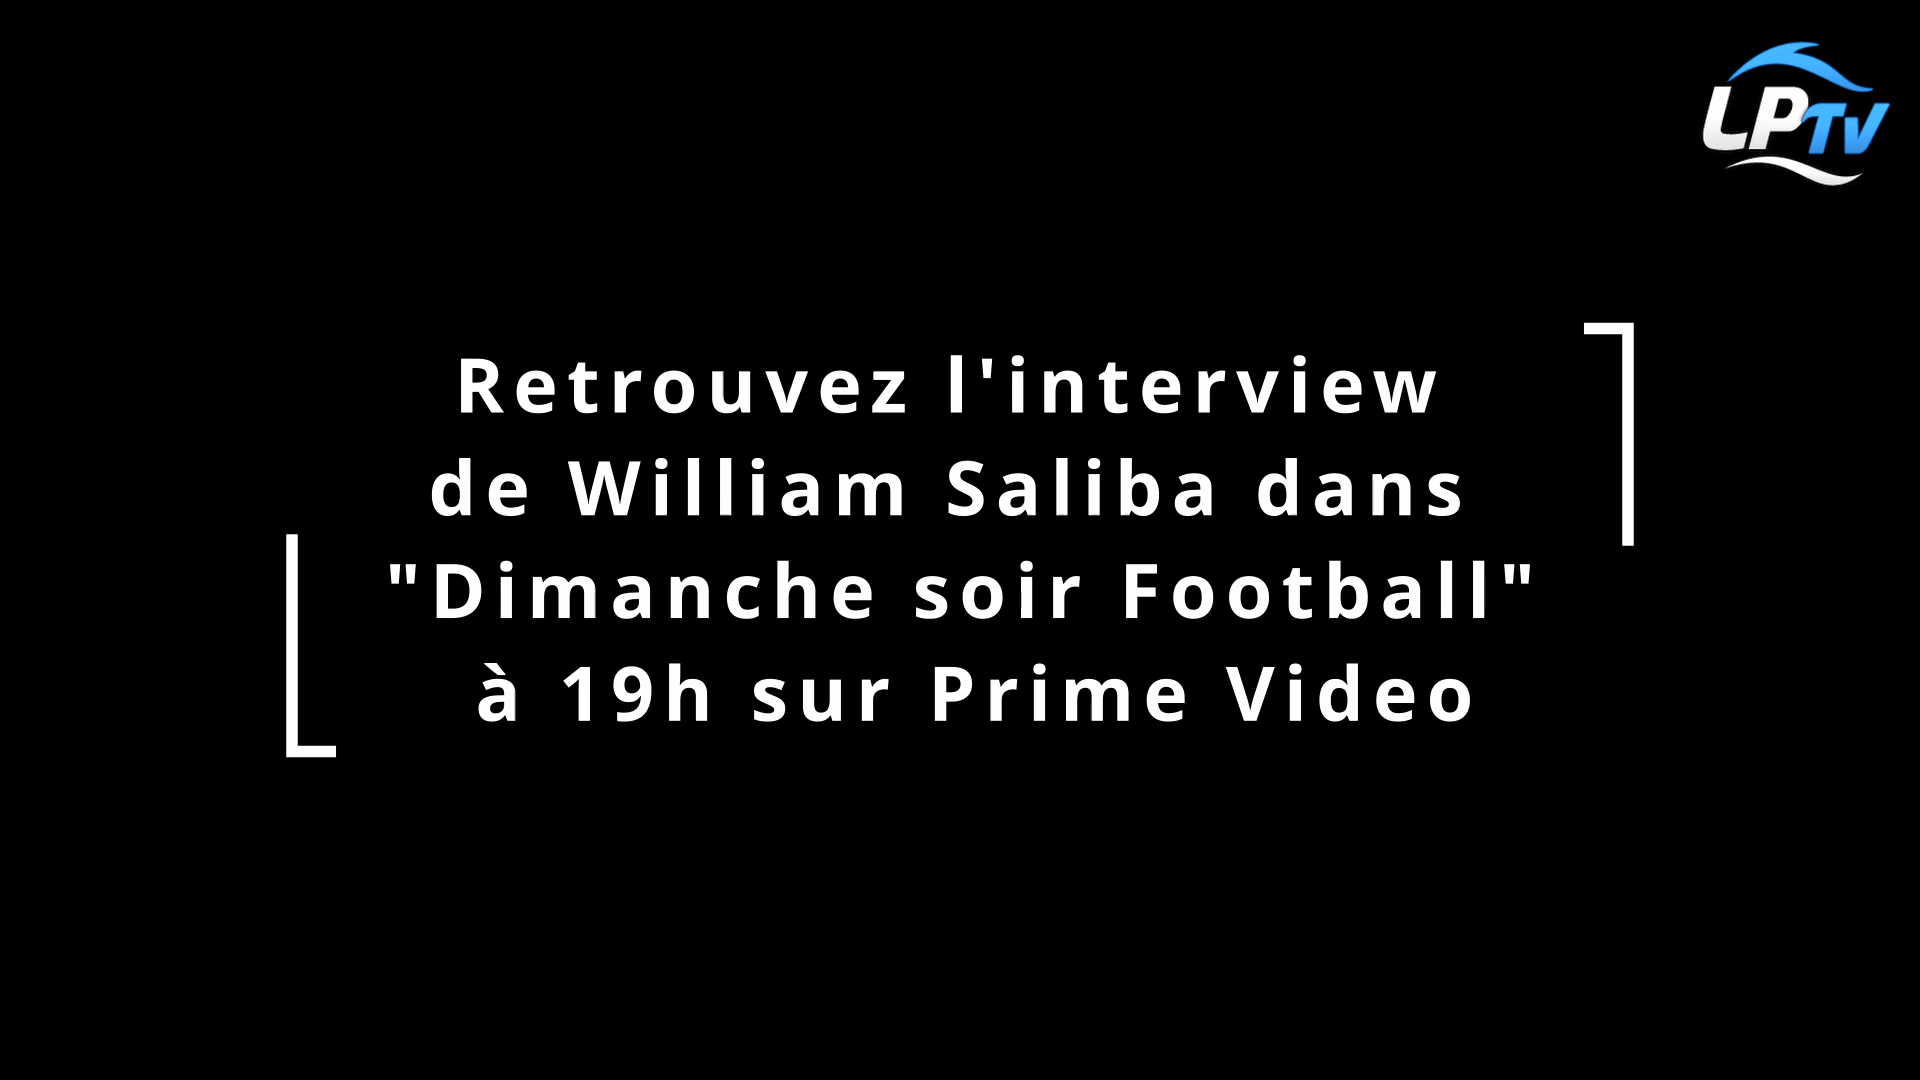 LPTV
Retrouvez l'interview
de William Saliba dans
"Dimanche soir Football"
à 19h sur Prime Video